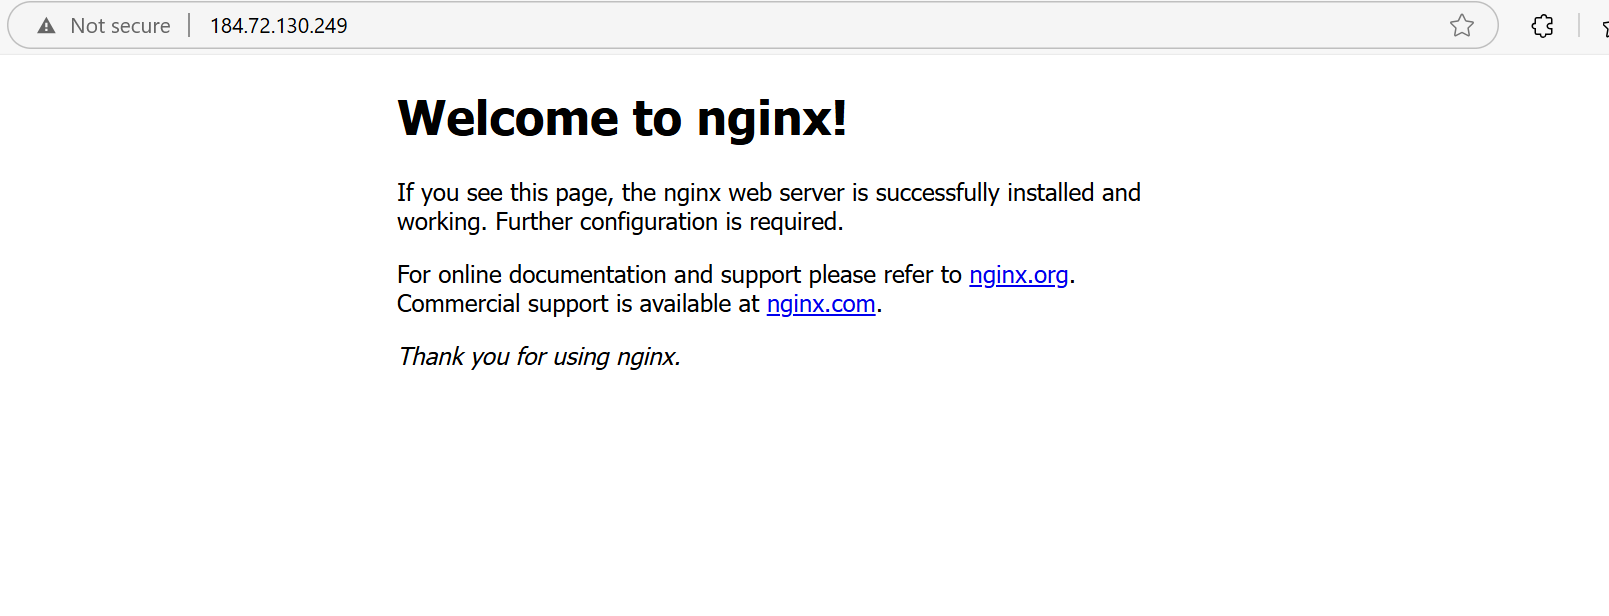 Not secure | 184.72.130.249
Welcome to nginx!
If you see this page, the nginx web server is successfully installed and
working. Further configuration is required.
For online documentation and support please refer to nginx.org.
Commercial support is available at nginx.com.
Thank you for using nginx.